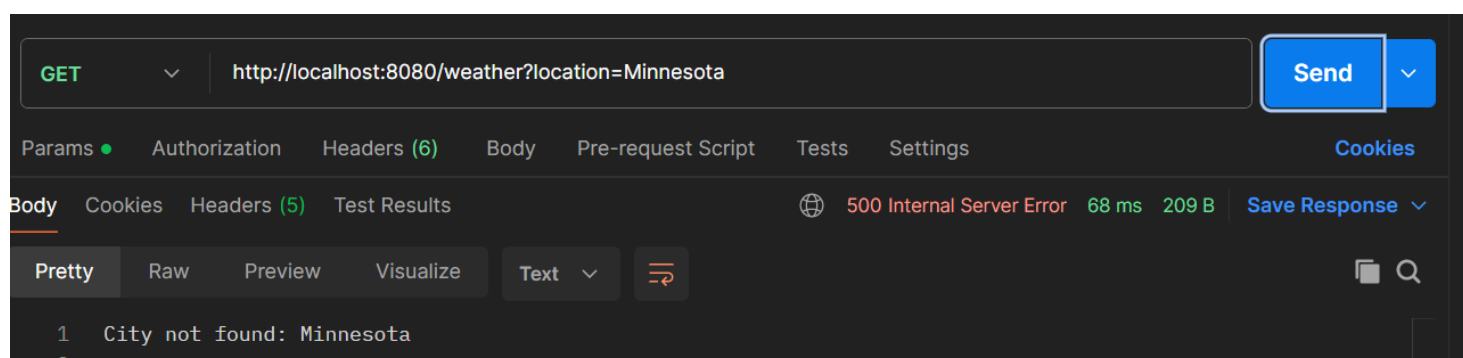 GET http://localhost:8080/weather?location=Minnesota Send
Params Authorization Headers (6) Body Pre-request Script Tests Settings Cookies
Body Cookies Headers (5) Test Results 500 Internal Server Error 68 ms 209 B Save Response
Pretty Raw Preview Visualize Text
1 City not found: Minnesota